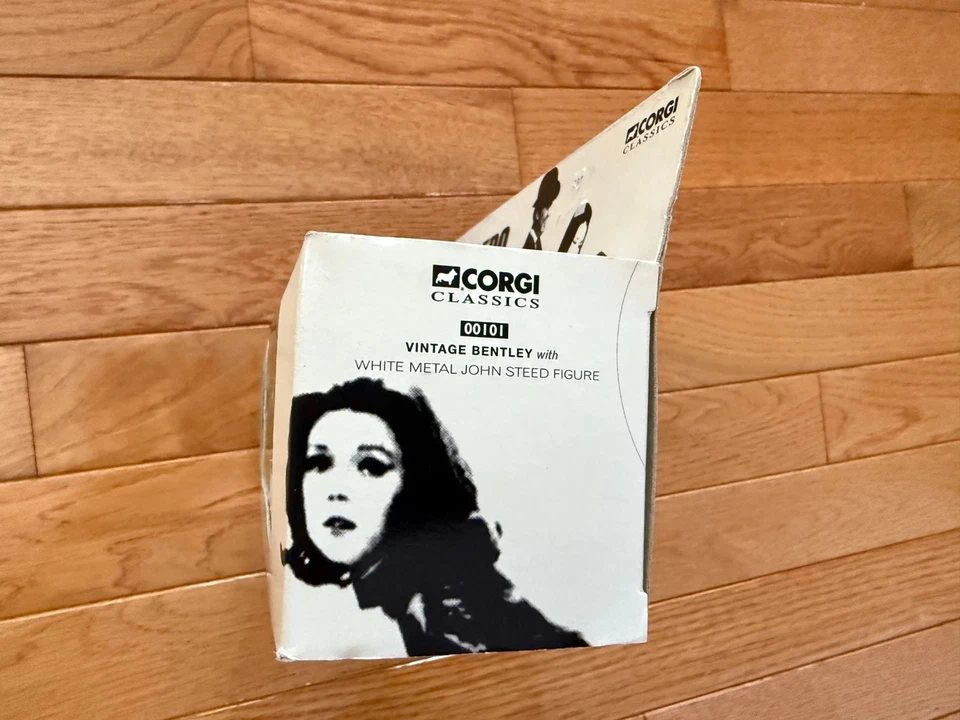 CORGI
CLASSICS
CORGI
CLASSICS
00101
VINTAGE BENTLEY with
WHITE METAL JOHN STEED FIGURE